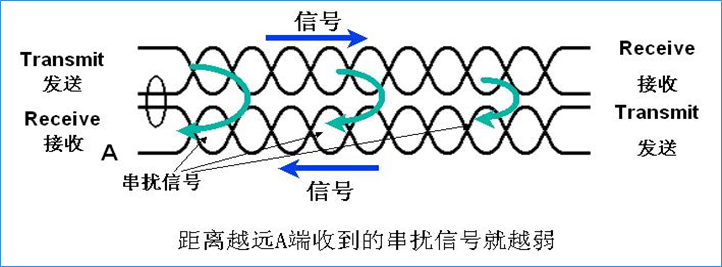 信号
Transmit
发送
Receive
接收
Receive
接收
A
Transmit
发送
串扰信号
信号
距离越远A端收到的串扰信号就越弱